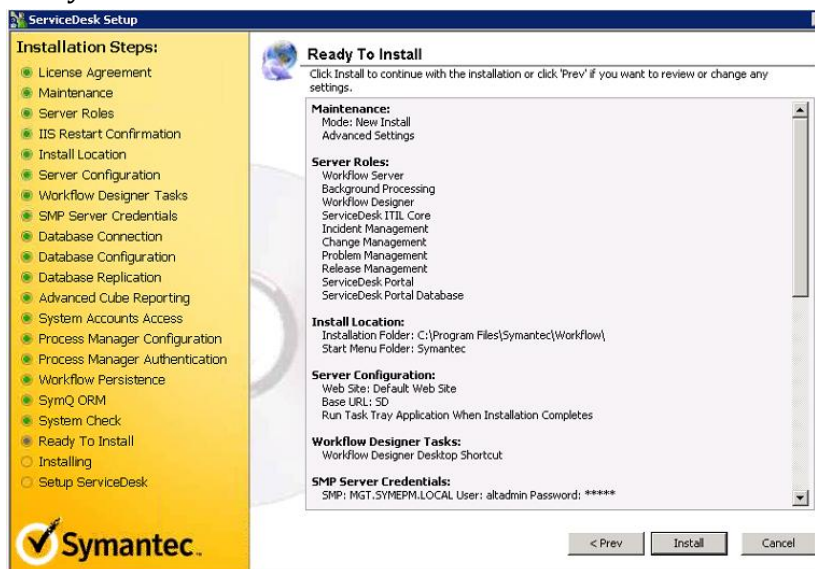 ServiceDesk Setup
Installation Steps:
License Agreement
Maintenance
Server Roles
IIS Restart Confirmation
Install Location
Server Configuration
Workflow Designer Tasks
SMP Server Credentials
Database Connection
Database Configuration
Database Replication
Advanced Cube Reporting
System Accounts Access
Process Manager Configuration
Process Manager Authentication
Workflow Persistence
SymQ ORM
System Check
Ready To Install
Installing
Setup ServiceDesk
Symantec.
Ready To Install
Click Install to continue with the installation or click 'Prev' if you want to review or change any
settings.
Maintenance:
Mode: New Install
Advanced Settings
Server Roles:
Workflow Server
Background Processing
Workflow Designer
ServiceDesk ITIL Core
Incident Management
Change Management
Problem Management
Release Management
ServiceDesk Portal
ServiceDesk Portal Database
Install Location:
Installation Folder: C:\Program Files\Symantec\Workflow\
Start Menu Folder: Symantec
Server Configuration:
Web Site: Default Web Site
Base URL: SD
Run Task Tray Application When Installation Completes
Workflow Designer Tasks:
Workflow Designer Desktop Shortcut
SMP Server Credentials:
SMP: MGT.SYMEPM.LOCAL User: altadmin Password: *****
< Prev
Install
Cancel